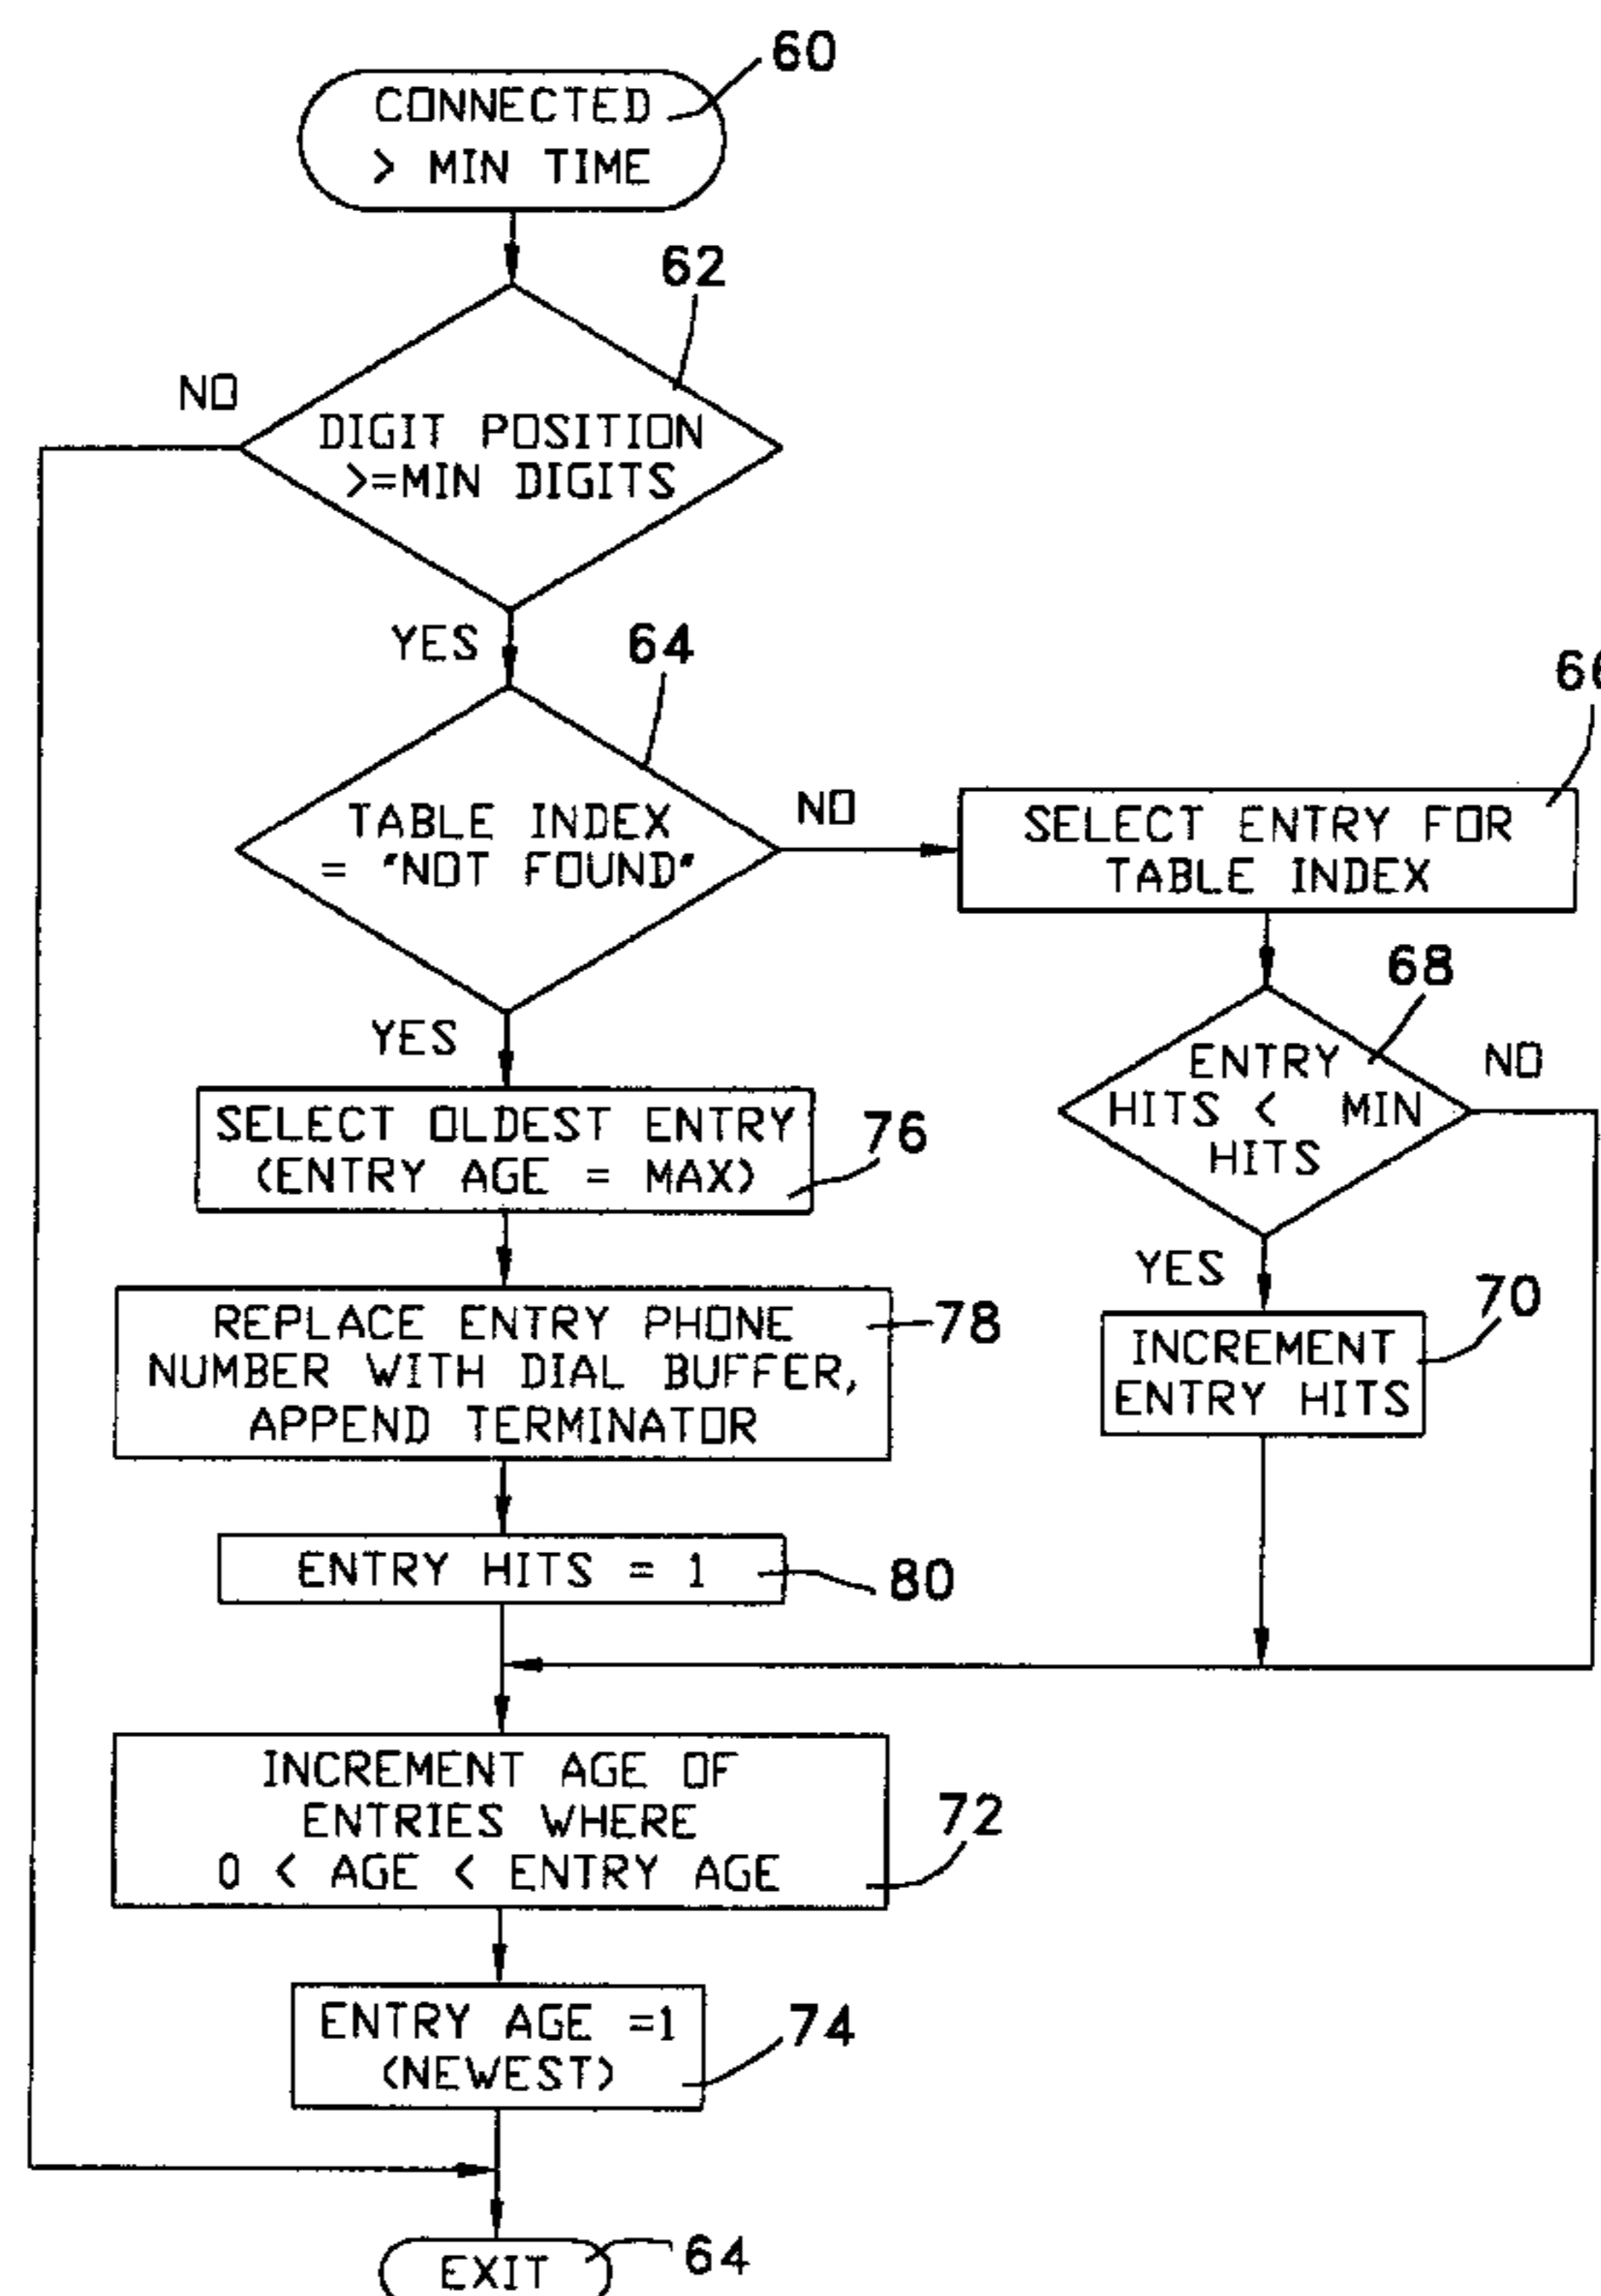 60
CONNECTED
> MIN TIME
62
NO
DIGIT POSITION
>=MIN DIGITS
YES
64
TABLE INDEX
= "NOT FOUND"
NO
SELECT ENTRY FOR
TABLE INDEX
68
ENTRY
HITS < MIN
HITS
NO
YES
SELECT OLDEST ENTRY
(ENTRY AGE = MAX)
76
YES
70
INCREMENT
ENTRY HITS
REPLACE ENTRY PHONE
NUMBER WITH DIAL BUFFER,
APPEND TERMINATOR
78
ENTRY HITS = 1
80
INCREMENT AGE OF
ENTRIES WHERE
0 < AGE < ENTRY AGE
72
ENTRY AGE =1
(NEWEST)
74
EXIT
64